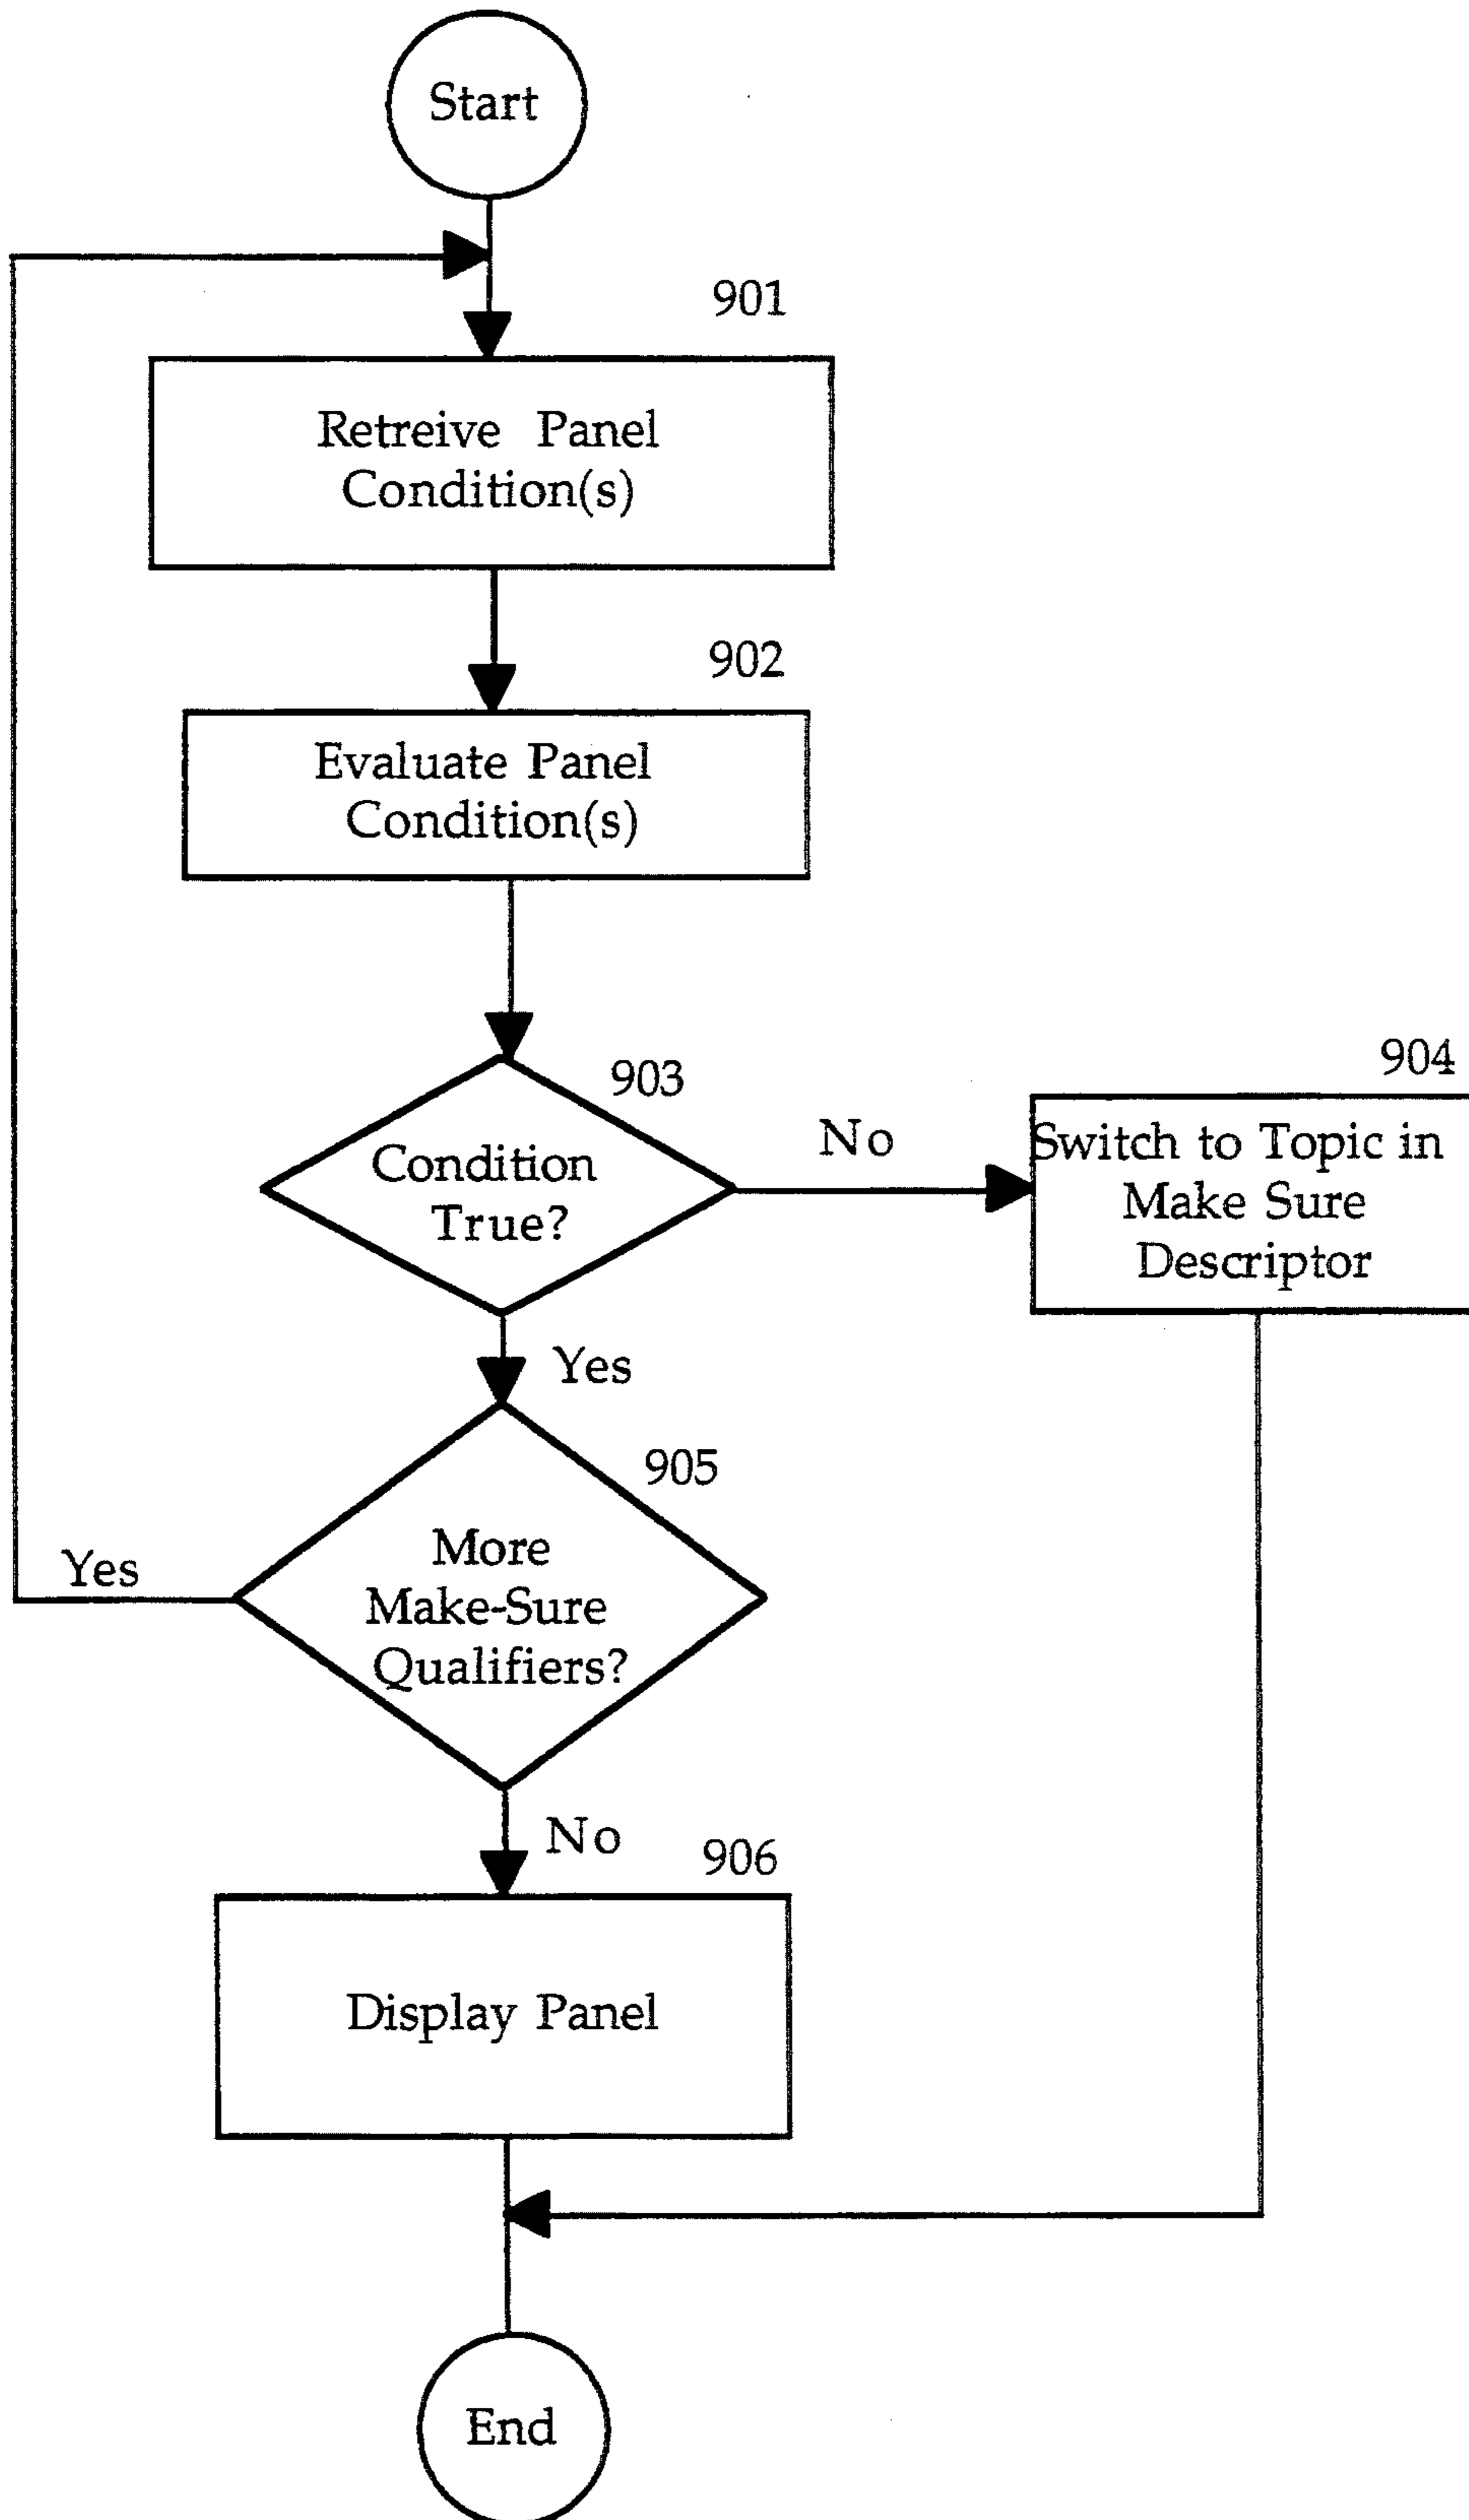 Start
901
Retreive Panel
Condition(s)
902
Evaluate Panel
Condition(s)
903
Condition
True?
No
904
Switch to Topic in
Make Sure
Descriptor
Yes
905
More
Make-Sure
Qualifiers?
Yes
No
906
Display Panel
End